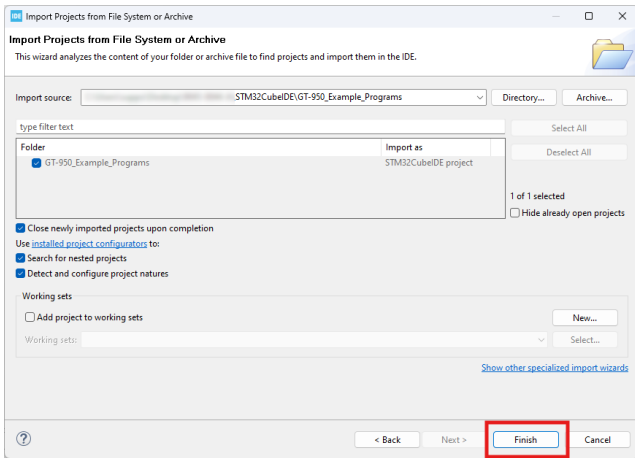 IDE Import Projects from File System or Archive
Import Projects from File System or Archive
This wizard analyzes the content of your folder or archive file to find projects and import them in the IDE.
Import source: _STM32CubeIDE\GT-950_Example_Programs Directory... Archive...
type filter text Select All
Folder Import as Deselect All
GT-950_Example_Programs STM32CubeIDE project
1 of 1 selected
Hide already open projects
Close newly imported projects upon completion
Use installed project configurators to:
Search for nested projects
Detect and configure project natures
Working sets
Add project to working sets New...
Working sets: Select...
Show other specialized import wizards
? < Back Next > Finish Cancel